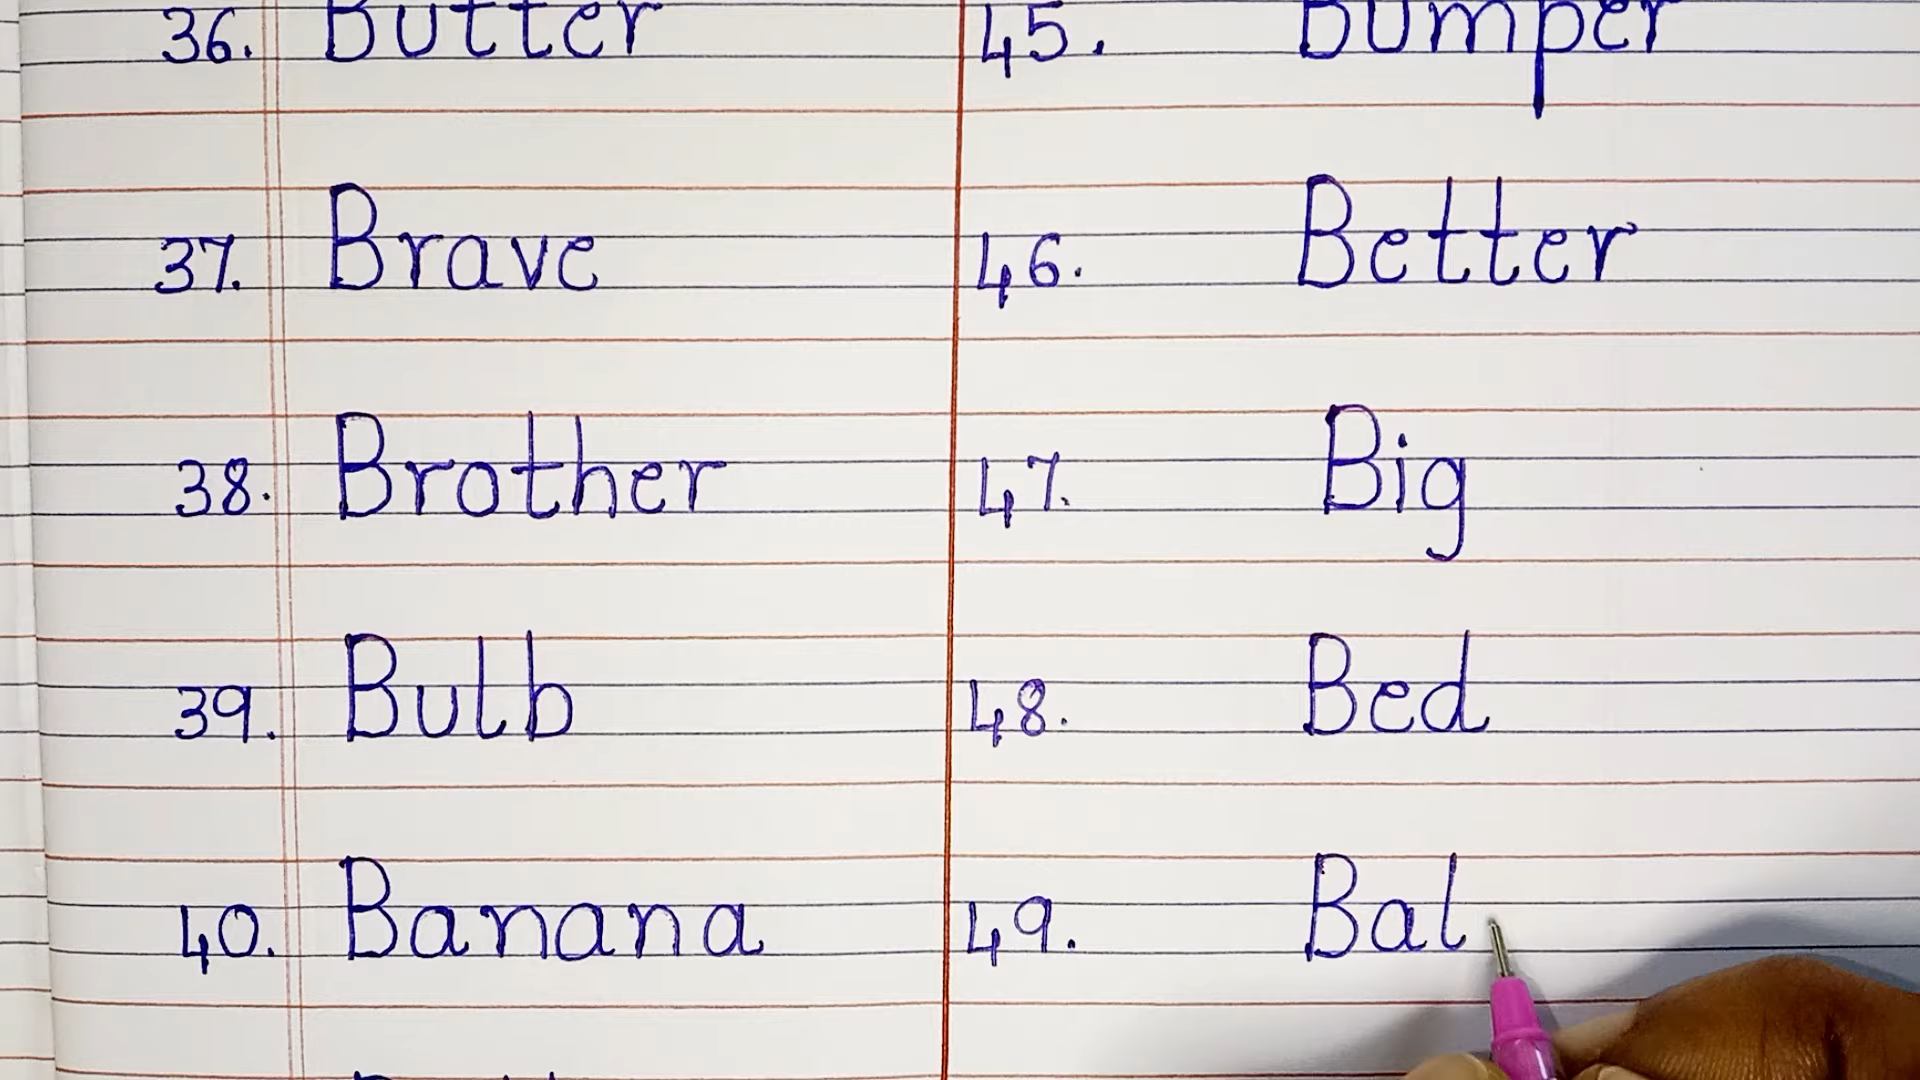 36. Butter
37. Brave
38. Brother
39. Bulb
40. Banana
45. Bumper
46. Better
47. Big
48. Bed
49. Bal